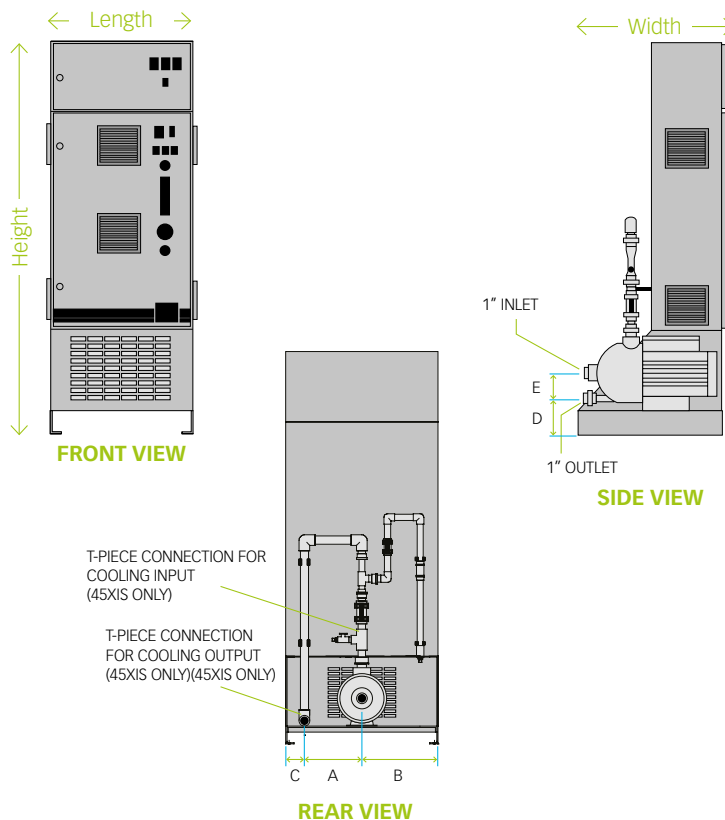 Length
Width
Height
1" INLET
E
D
1" OUTLET
FRONT VIEW
SIDE VIEW
T-PIECE CONNECTION FOR
COOLING INPUT
(45XIS ONLY)
T-PIECE CONNECTION
FOR COOLING OUTPUT
(45XIS ONLY)(45XIS ONLY)
C
A
B
REAR VIEW